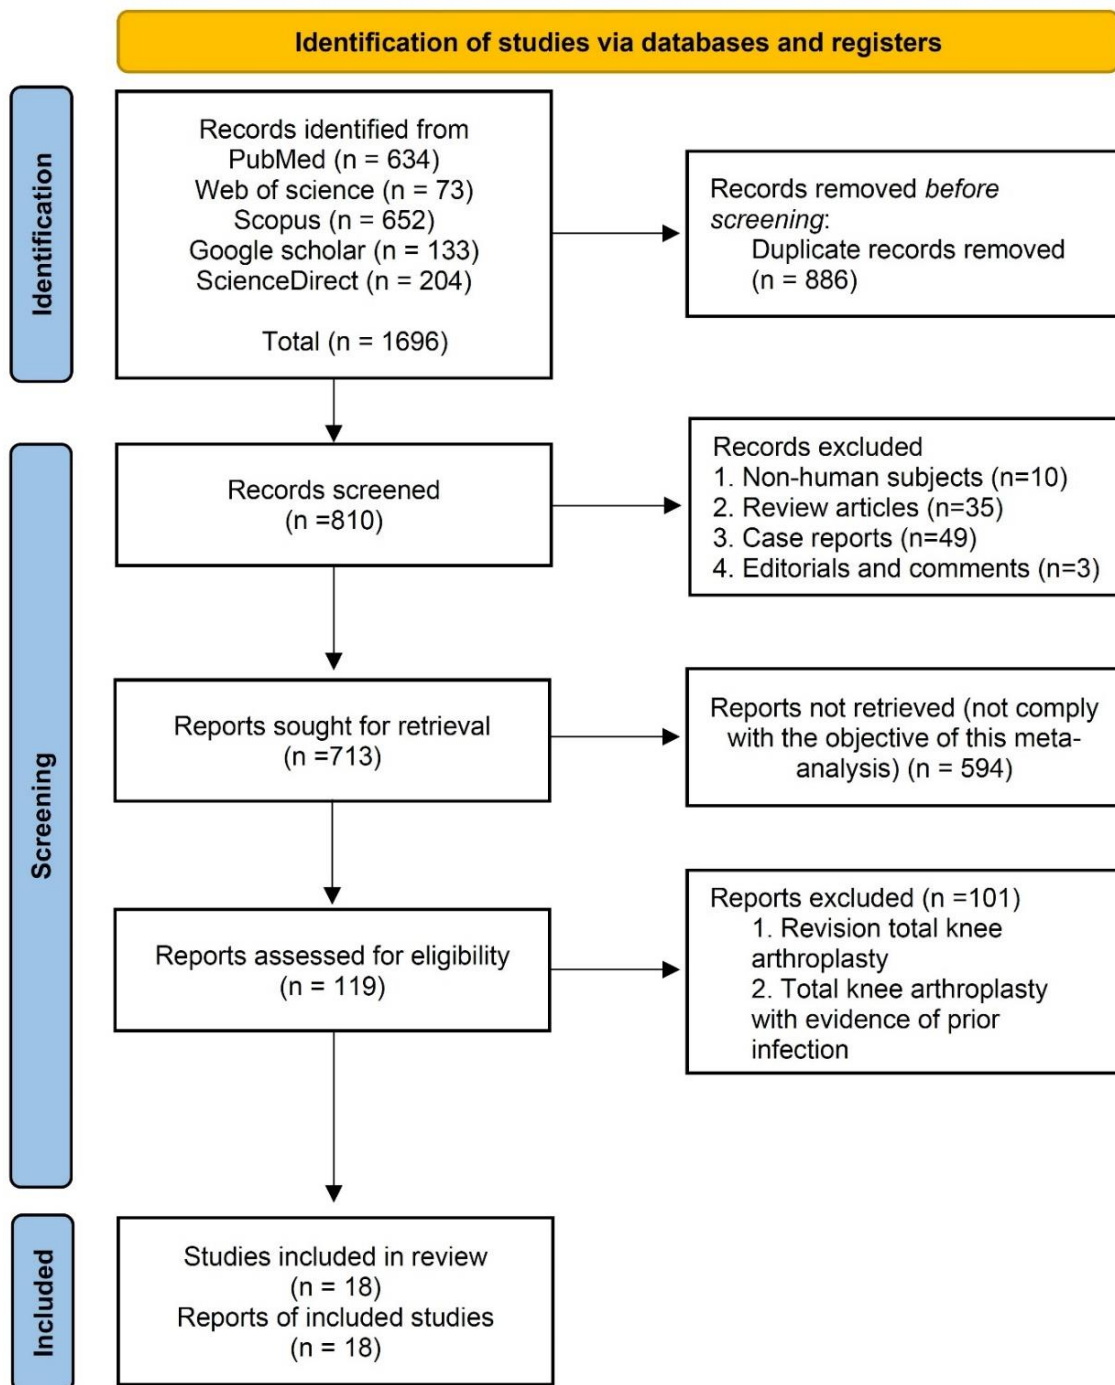 Identification of studies via databases and registers
Identification
Records identified from
PubMed (n = 634)
Web of science (n = 73)
Scopus (n = 652)
Google scholar (n = 133)
ScienceDirect (n = 204)
Total (n = 1696)
Records removed before
screening:
Duplicate records removed
(n = 886)
Screening
Records screened
(n =810)
Records excluded
1. Non-human subjects (n=10)
2. Review articles (n=35)
3. Case reports (n=49)
4. Editorials and comments (n=3)
Reports sought for retrieval
(n =713)
Reports not retrieved (not comply
with the objective of this meta-
analysis) (n = 594)
Reports assessed for eligibility
(n = 119)
Reports excluded (n =101)
1. Revision total knee
arthroplasty
2. Total knee arthroplasty
with evidence of prior
infection
Included
Studies included in review
(n = 18)
Reports of included studies
(n = 18)